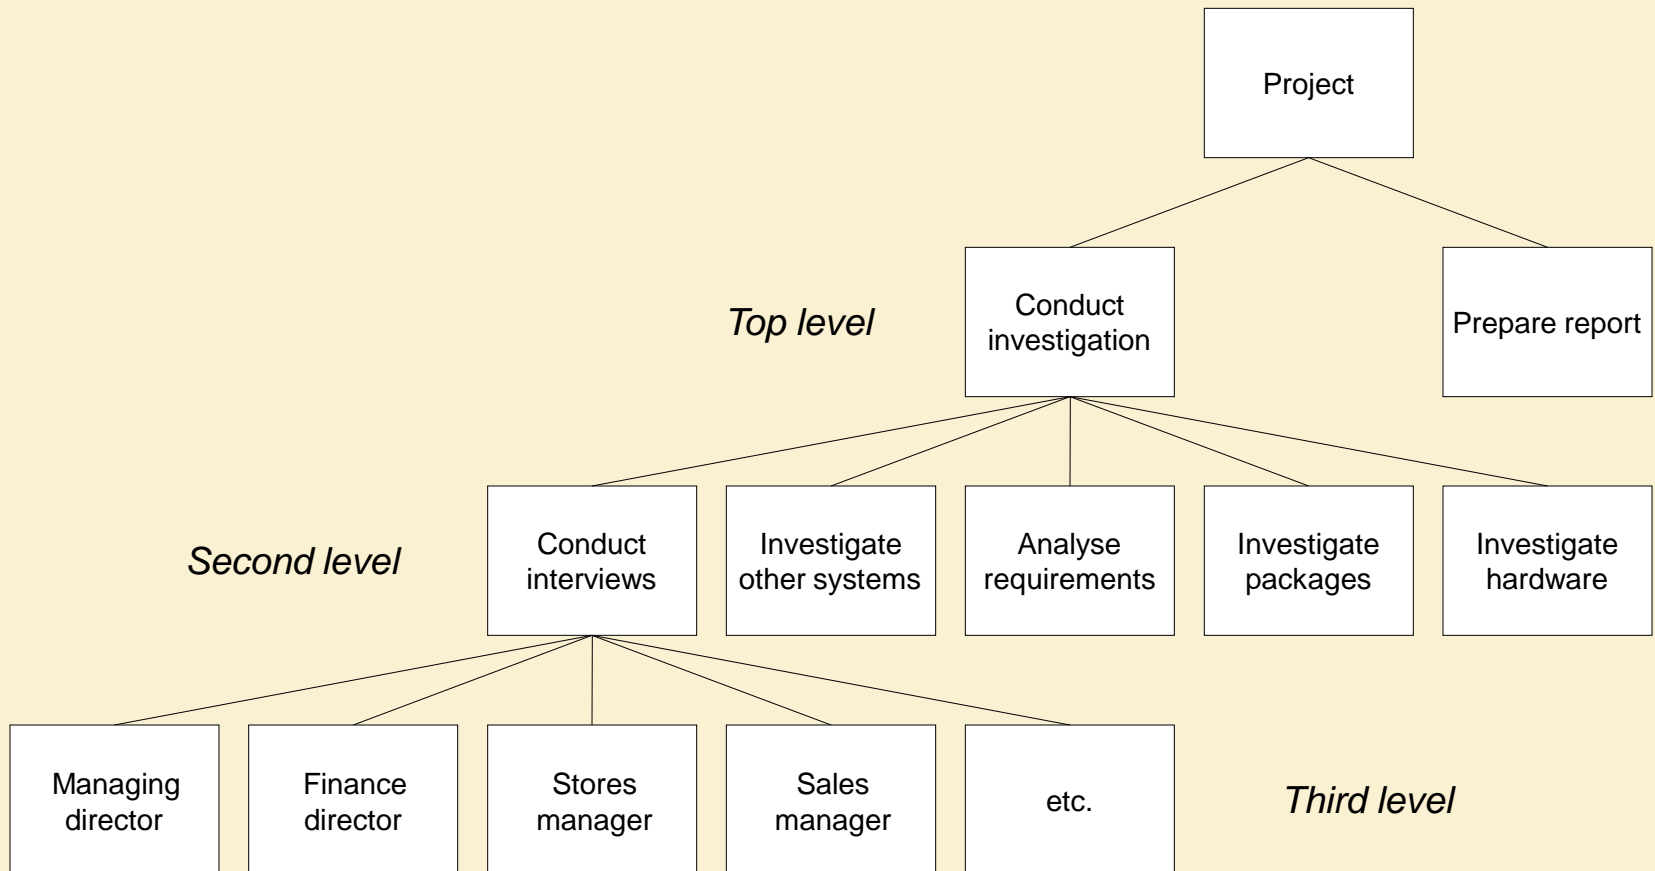 Project
Top level
Conduct
investigation
Prepare report
Second level
Conduct
interviews
Investigate
other systems
Analyse
requirements
Investigate
packages
Investigate
hardware
Managing
director
Finance
director
Stores
manager
Sales
manager
etc.
Third level